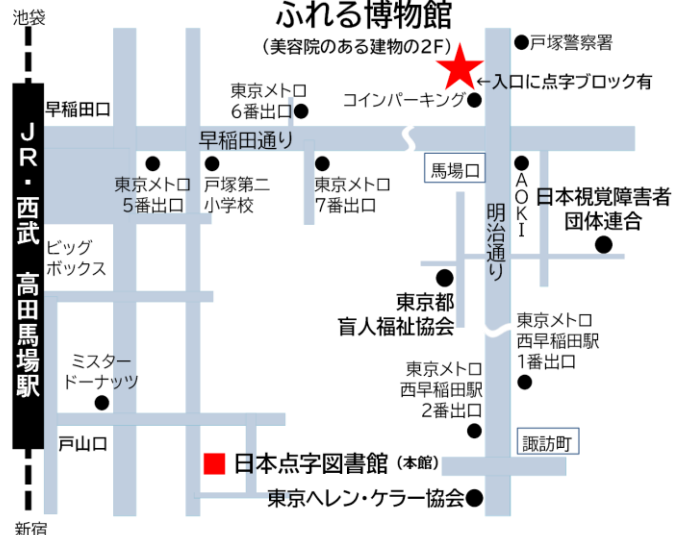 池袋
ふれる博物館
（美容院のある建物の2F）
戸塚警察署
←入口に点字ブロック有
コインパーキング
東京メトロ
6番出口
早稲田口
早稲田通り
JR・西武 高田馬場駅
東京メトロ
5番出口
戸塚第二
小学校
東京メトロ
7番出口
馬場口
AOKI
日本視覚障害者
団体連合
明治通り
ビッグ
ボックス
東京都
盲人福祉協会
東京メトロ
西早稲田駅
1番出口
ミスター
ドーナッツ
東京メトロ
西早稲田駅
2番出口
戸山口
諏訪町
日本点字図書館（本館）
東京ヘレン・ケラー協会
新宿